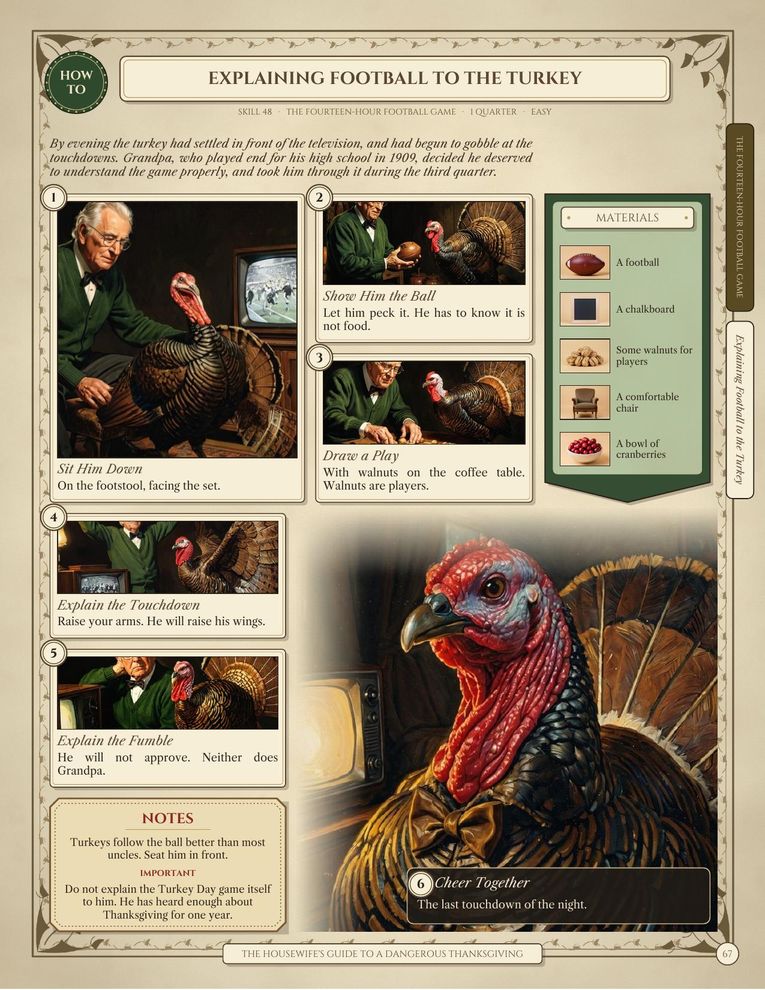 HOW
TO
EXPLAINING FOOTBALL TO THE TURKEY
SKILL 48 · THE FOURTEEN-HOUR FOOTBALL GAME · 1 QUARTER · EASY
By evening the turkey had settled in front of the television, and had begun to gobble at the
touchdowns. Grandpa, who played end for his high school in 1909, decided he deserved
to understand the game properly, and took him through it during the third quarter.
1
Sit Him Down
On the footstool, facing the set.
2
Show Him the Ball
Let him peck it. He has to know it is
not food.
3
Draw a Play
With walnuts on the coffee table.
Walnuts are players.
MATERIALS
A football
A chalkboard
Some walnuts for
players
A comfortable
chair
A bowl of
cranberries
THE FOURTEEN-HOUR FOOTBALL GAME
Explaining Football to the Turkey
4
Explain the Touchdown
Raise your arms. He will raise his wings.
5
Explain the Fumble
He will not approve. Neither does
Grandpa.
NOTES
Turkeys follow the ball better than most
uncles. Seat him in front.
IMPORTANT
Do not explain the Turkey Day game itself
to him. He has heard enough about
Thanksgiving for one year.
6
Cheer Together
The last touchdown of the night.
THE HOUSEWIFE'S GUIDE TO A DANGEROUS THANKSGIVING
67